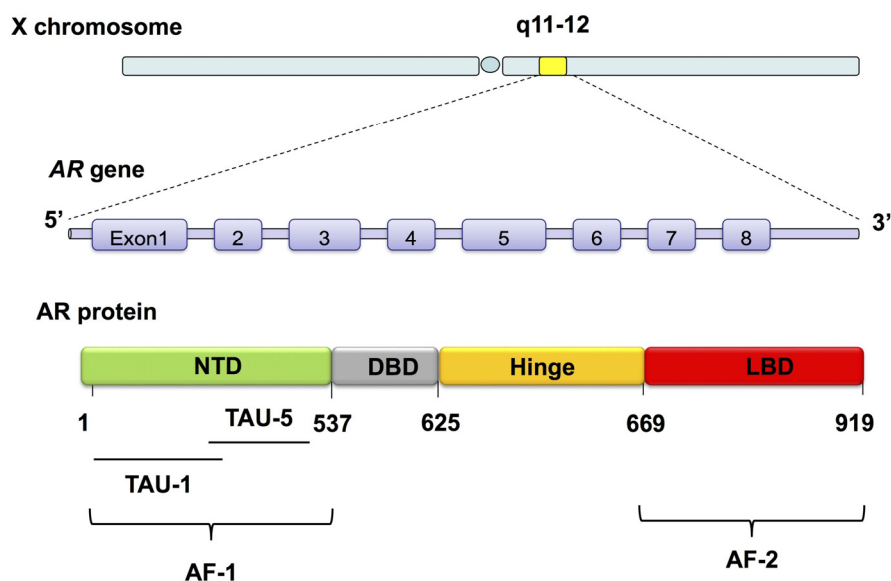 X chromosome
q11-12
AR gene
5’
3’
Exon1 2 3 4 5 6 7 8
AR protein
NTD DBD Hinge LBD
1 TAU-5 537 625 669 919
TAU-1
AF-1
AF-2